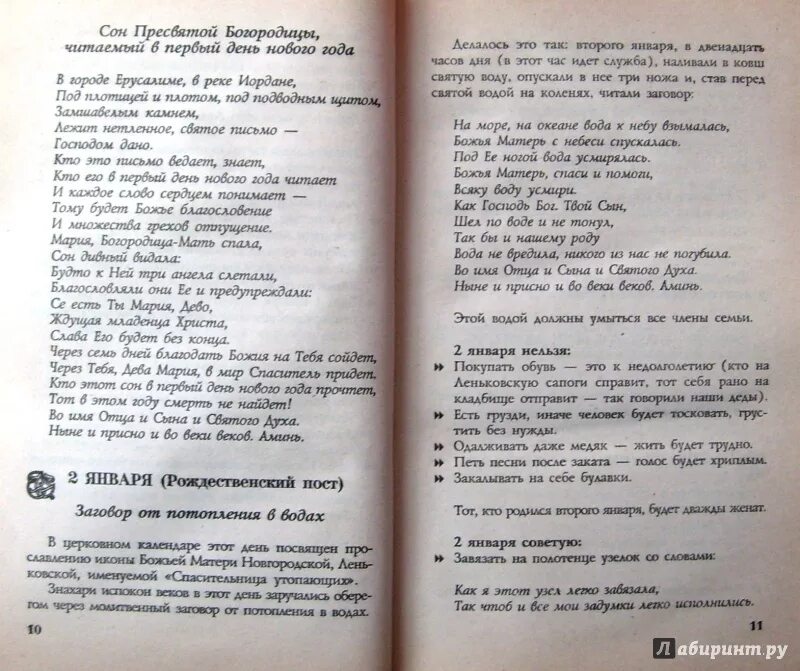 Сон Пресвятой Богородицы,
читаемый в первый день нового года
В городе Ерусалиме, в реке Иордане,
Под плотицей и плотом, под подводным щитом,
Замшавелым камнем,
Лежит нетленное, святое письмо —
Господом дано.
Кто это письмо ведает, знает,
Кто его в первый день нового года читает
И каждое слово сердцем понимает —
Тому будет Божье благословение
И множества грехов отпущение.
Мария, Богородица-Мать спала,
Сон дивный видала:
Будто к Ней три ангела слетали,
Благословляли они Ее и предупреждали:
Се есть Ты Мария, Дево,
Ждущая младенца Христа,
Слава Его будет без конца.
Через семь дней благодать Божия на Тебя сойдет,
Через Тебя, Дева Мария, в мир Спаситель придет.
Кто этот сон в первый день нового года прочтет,
Тот в этом году смерть не найдет!
Во имя Отца и Сына и Святого Духа.
Ныне и присно и во веки веков. Аминь.
2 ЯНВАРЯ (Рождественский пост)
Заговор от потопления в водах
В церковном календаре этот день посвящен про-
славлению иконы Божьей Матери Новгородской, Лень-
ковской, именуемой «Спасительница утопающих».
Знахари испокон веков в этот день заручались обере-
гом через молитвенный заговор от потопления в водах.
10
Делалось это так: второго января, в двенадцать
часов дня (в этот час идет служба), наливали в ковш
святую воду, опускали в нее три ножа и, став перед
святой водой на коленях, читали заговор:
На море, на океане вода к небу взымалась,
Божья Матерь с небеси спускалась.
Под Ее ногой вода усмирялась.
Божья Матерь, спаси и помоги,
Всяку воду усмири.
Как Господь Бог. Твой Сын,
Шел по воде и не тонул,
Так бы и нашему роду
Вода не вредила, никого из нас не погубила.
Во имя Отца и Сына и Святого Духа.
Ныне и присно и во веки веков. Аминь.
Этой водой должны умыться все члены семьи.
2 января нельзя:
Покупать обувь — это к недолголетию (кто на
Леньковскую сапоги справит, тот себя рано на
кладбище отправит — так говорили наши деды).
Есть грузди, иначе человек будет тосковать, грус-
тить без нужды.
Одалживать даже медяк — жить будет трудно.
Петь песни после заката — голос будет хриплым.
Закалывать на себе булавки.
Тот, кто родился второго января, будет дважды женат.
2 января советую:
Завязать на полотенце узелок со словами:
Как я этот узел легко завязала,
Так чтоб и все мои задумки легко исполнились.
11
Лабиринт.ру